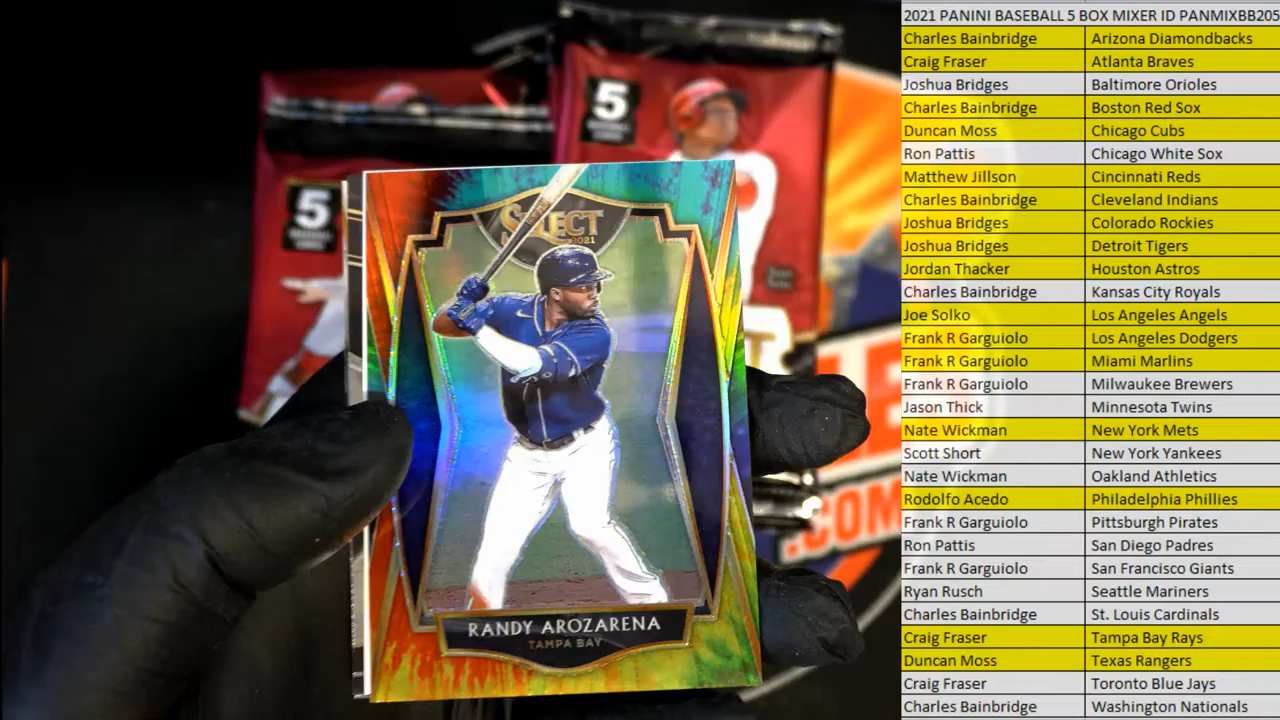 5
5
SELECT
2021
RANDY AROZARENA
TAMPA BAY
.COM
2021 PANINI BASEBALL 5 BOX MIXER ID PANMIXBB205
Charles Bainbridge Arizona Diamondbacks
Craig Fraser Atlanta Braves
Joshua Bridges Baltimore Orioles
Charles Bainbridge Boston Red Sox
Duncan Moss Chicago Cubs
Ron Pattis Chicago White Sox
Matthew Jillson Cincinnati Reds
Charles Bainbridge Cleveland Indians
Joshua Bridges Colorado Rockies
Joshua Bridges Detroit Tigers
Jordan Thacker Houston Astros
Charles Bainbridge Kansas City Royals
Joe Solko Los Angeles Angels
Frank R Garguiolo Los Angeles Dodgers
Frank R Garguiolo Miami Marlins
Frank R Garguiolo Milwaukee Brewers
Jason Thick Minnesota Twins
Nate Wickman New York Mets
Scott Short New York Yankees
Nate Wickman Oakland Athletics
Rodolfo Acedo Philadelphia Phillies
Frank R Garguiolo Pittsburgh Pirates
Ron Pattis San Diego Padres
Frank R Garguiolo San Francisco Giants
Ryan Rusch Seattle Mariners
Charles Bainbridge St. Louis Cardinals
Craig Fraser Tampa Bay Rays
Duncan Moss Texas Rangers
Craig Fraser Toronto Blue Jays
Charles Bainbridge Washington Nationals